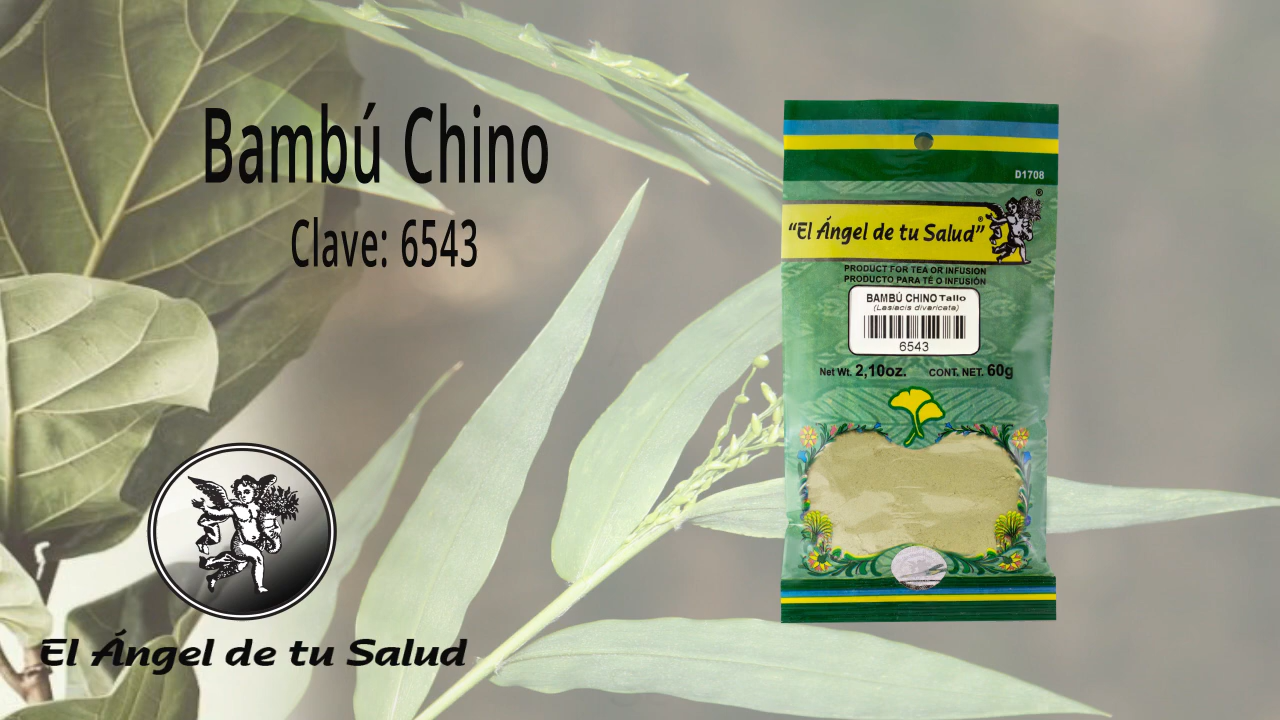 Bambú Chino
Clave: 6543
El Ángel de tu Salud
D1708
®
“El Ángel de tu Salud”®
PRODUCT FOR TEA OR INFUSION
PRODUCTO PARA TÉ O INFUSIÓN
BAMBÚ CHINO Tallo
(Lasiacis divaricata)
6543
Net Wt. 2,10oz. CONT. NET. 60g